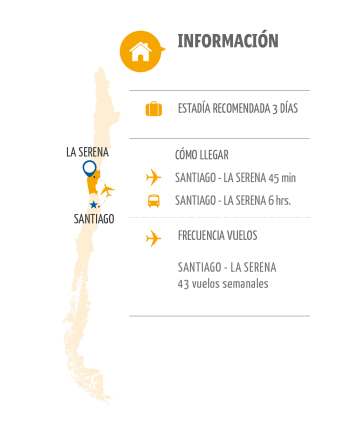 INFORMACIÓN
ESTADÍA RECOMENDADA 3 DÍAS
LA SERENA
SANTIAGO
CÓMO LLEGAR
SANTIAGO - LA SERENA 45 min
SANTIAGO - LA SERENA 6 hrs.
FRECUENCIA VUELOS
SANTIAGO - LA SERENA
43 vuelos semanales